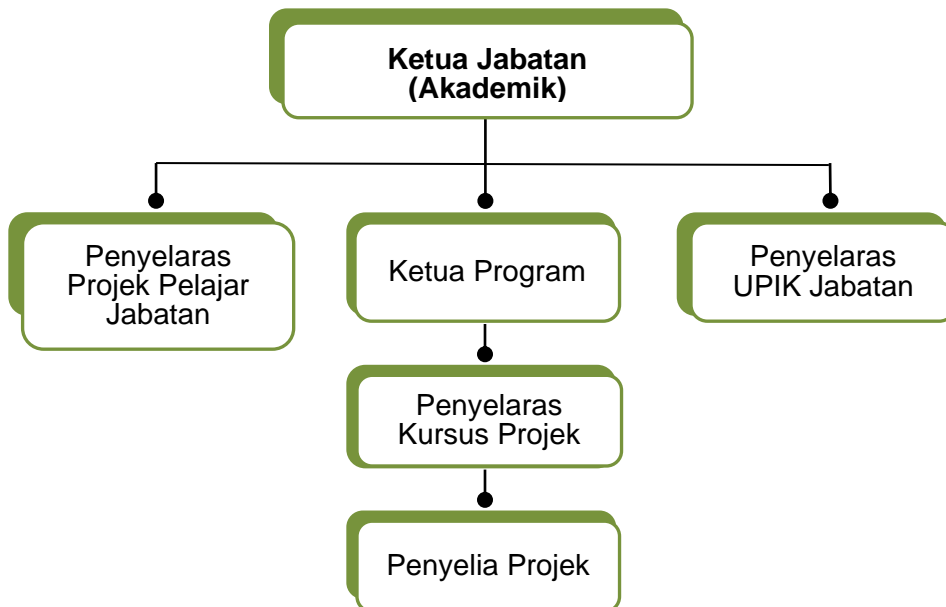 Ketua Jabatan
(Akademik)
Penyelaras
Projek Pelajar
Jabatan
Ketua Program
Penyelaras
UPIK Jabatan
Penyelaras
Kursus Projek
Penyelia Projek